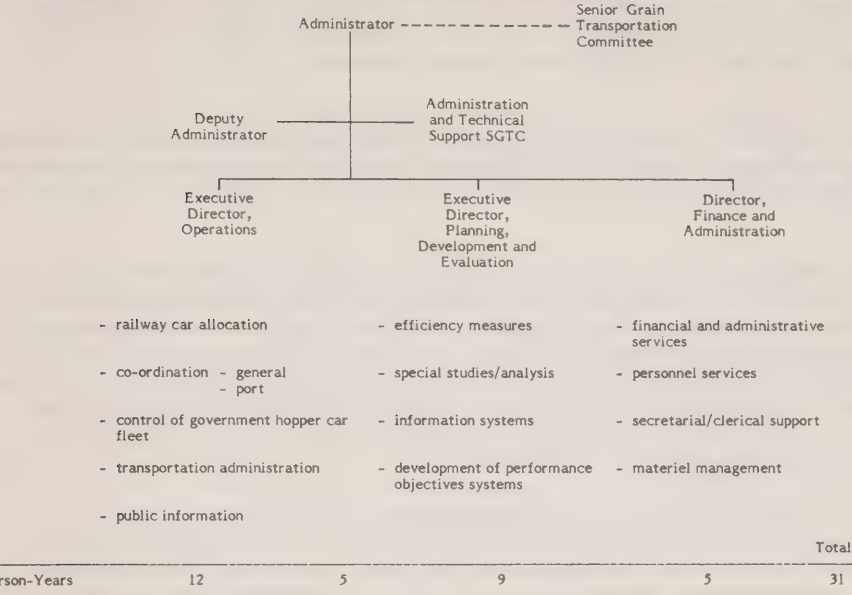 Senior Grain
Administrator
Transportation
Committee
Deputy
Administrator
Administration
and Technical
Support SGTC
Executive
Director,
Operations
Executive
Director,
Planning,
Development and
Evaluation
Director,
Finance and
Administration
- railway car allocation
- co-ordination - general
- port
- control of government hopper car
fleet
- transportation administration
- public information
- efficiency measures
- special studies/analysis
- information systems
- development of performance
objectives systems
- financial and administrative
services
- personnel services
- secretarial/clerical support
- materiel management
Total
rson-Years 12 5 9 5 31